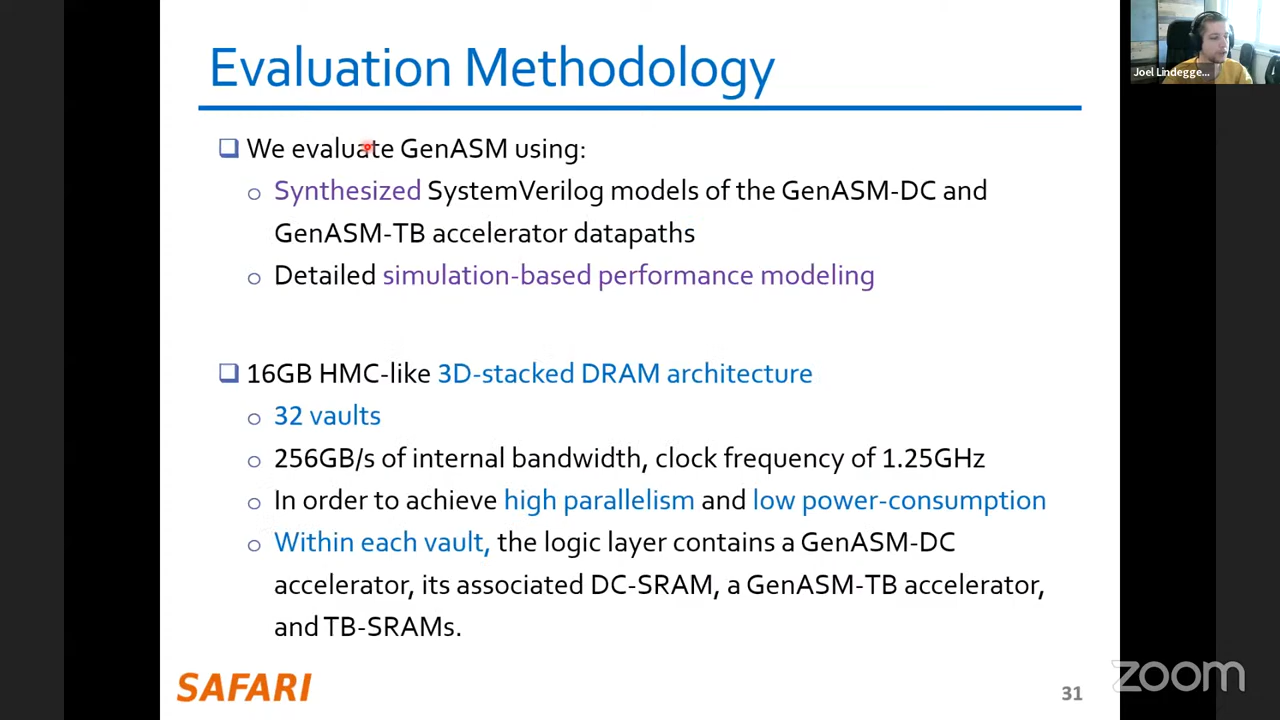 Evaluation Methodology
Joel Lindegge...
❑ We evaluate GenASM using:
o Synthesized SystemVerilog models of the GenASM-DC and
GenASM-TB accelerator datapaths
o Detailed simulation-based performance modeling
❑ 16GB HMC-like 3D-stacked DRAM architecture
o 32 vaults
o 256GB/s of internal bandwidth, clock frequency of 1.25GHz
o In order to achieve high parallelism and low power-consumption
o Within each vault, the logic layer contains a GenASM-DC
accelerator, its associated DC-SRAM, a GenASM-TB accelerator,
and TB-SRAMs.
SAFARI
31
zoom